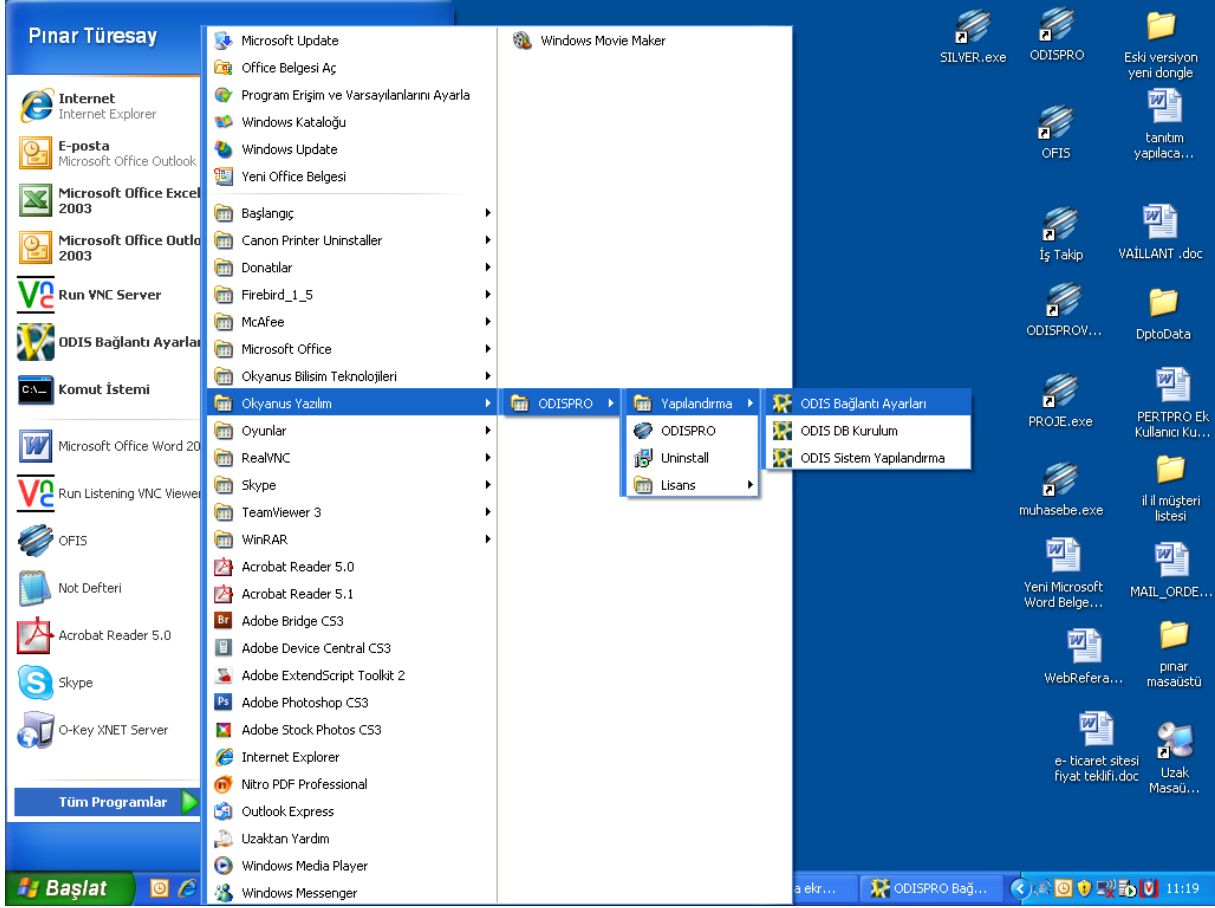 Pınar Türesay
Internet
Internet Explorer
E-posta
Microsoft Office Outlook
Microsoft Office Excel
2003
Microsoft Office Outlo
2003
Run VNC Server
ODIS Bağlantı Ayarlar
Komut İstemi
Microsoft Office Word 20
Run Listening VNC Viewer
OFIS
Not Defteri
Acrobat Reader 5.0
Skype
O-Key XNET Server
Tüm Programlar
Başlat
Microsoft Update
Office Belgesi Aç
Program Erişim ve Varsayılanlarını Ayarla
Windows Kataloğu
Windows Update
Yeni Office Belgesi
Başlangıç
Canon Printer Uninstaller
Donatılar
Firebird_1_5
McAfee
Microsoft Office
Okyanus Bilisim Teknolojileri
Okyanus Yazılım
Oyunlar
RealVNC
Skype
TeamViewer 3
WinRAR
Acrobat Reader 5.0
Acrobat Reader 5.1
Adobe Bridge CS3
Adobe Device Central CS3
Adobe ExtendScript Toolkit 2
Adobe Photoshop CS3
Adobe Stock Photos CS3
Internet Explorer
Nitro PDF Professional
Outlook Express
Uzaktan Yardım
Windows Media Player
Windows Messenger
Windows Movie Maker
ODISPRO
Yapılandırma
ODISPRO
Uninstall
Lisans
ODIS Bağlantı Ayarları
ODIS DB Kurulum
ODIS Sistem Yapılandırma
SILVER.exe
ODISPRO
Eski versiyon
yeni dongle
OFIS
tanıtım
yapılaca...
İş Takip
VAİLLANT .doc
ODISPROV...
DptoData
PROJE.exe
PERTPRO Ek
Kullanıcı Ku...
muhasebe.exe
il il müşteri
listesi
Yeni Microsoft
Word Belge...
MAIL_ORDE...
WebRefera...
pınar
masaüstü
e- ticaret sitesi
fiyat teklifi.doc
Uzak
Masaü...
a ekr...
ODISPRO Bağ...
11:19